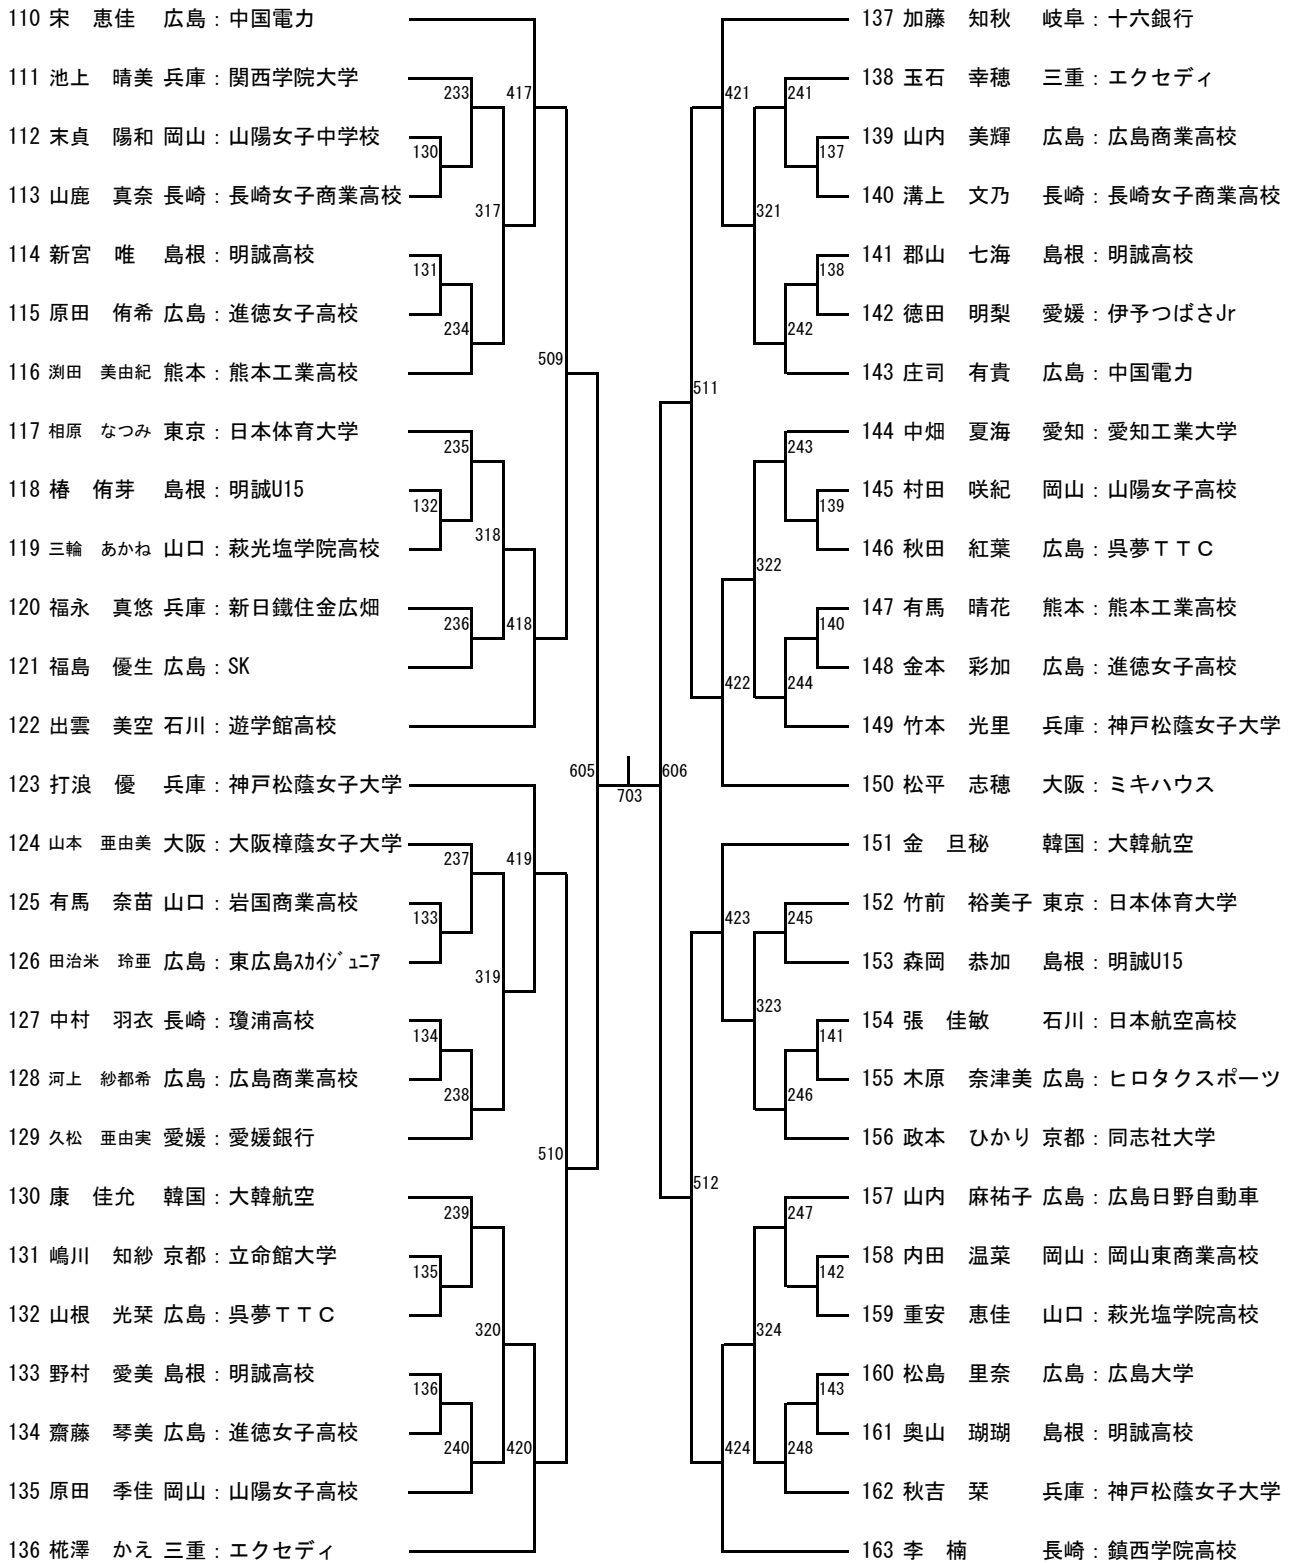 110 宋　恵佳　広島：中国電力
111 池上　晴美 兵庫：関西学院大学
233
417
112 末貞　陽和 岡山：山陽女子中学校
130
113 山鹿　真奈 長崎：長崎女子商業高校
317
114 新宮　唯　島根：明誠高校
131
115 原田　侑希 広島：進徳女子高校
234
116 渕田　美由紀 熊本：熊本工業高校
509
117 相原　なつみ 東京：日本体育大学
235
118 椿　侑芽　島根：明誠U15
132
119 三輪　あかね 山口：萩光塩学院高校
318
120 福永　真悠 兵庫：新日鐵住金広畑
236
418
121 福島　優生 広島：SK
122 出雲　美空 石川：遊学館高校
605
123 打浪　優　兵庫：神戸松蔭女子大学
703
124 山本　亜由美 大阪：大阪樟蔭女子大学
237
419
125 有馬　奈苗 山口：岩国商業高校
133
126 田治米　玲亜 広島：東広島ｽｶｲｼﾞｭﾆｱ
319
127 中村　羽衣 長崎：瓊浦高校
134
128 河上　紗都希 広島：広島商業高校
238
129 久松　亜由実 愛媛：愛媛銀行
510
130 康　佳允　韓国：大韓航空
239
131 嶋川　知紗 京都：立命館大学
135
132 山根　光栞 広島：呉夢ＴＴＣ
320
133 野村　愛美 島根：明誠高校
136
134 齋藤　琴美 広島：進徳女子高校
240
420
135 原田　季佳 岡山：山陽女子高校
136 椛澤　かえ 三重：エクセディ
137 加藤　知秋　岐阜：十六銀行
138 玉石　幸穂　三重：エクセディ
421
241
139 山内　美輝　広島：広島商業高校
137
140 溝上　文乃　長崎：長崎女子商業高校
321
141 郡山　七海　島根：明誠高校
138
142 徳田　明梨　愛媛：伊予つばさJr
242
143 庄司　有貴　広島：中国電力
511
144 中畑　夏海　愛知：愛知工業大学
243
145 村田　咲紀　岡山：山陽女子高校
139
146 秋田　紅葉　広島：呉夢ＴＴＣ
322
147 有馬　晴花　熊本：熊本工業高校
140
148 金本　彩加　広島：進徳女子高校
422
244
149 竹本　光里　兵庫：神戸松蔭女子大学
606
150 松平　志穂　大阪：ミキハウス
151 金　旦秘　韓国：大韓航空
423
245
152 竹前　裕美子 東京：日本体育大学
153 森岡　恭加　島根：明誠U15
323
154 張　佳敏　石川：日本航空高校
141
155 木原　奈津美 広島：ヒロタクスポーツ
246
156 政本　ひかり 京都：同志社大学
512
157 山内　麻祐子 広島：広島日野自動車
247
158 内田　温菜　岡山：岡山東商業高校
142
159 重安　恵佳　山口：萩光塩学院高校
324
160 松島　里奈　広島：広島大学
143
161 奥山　瑚瑚　島根：明誠高校
424
248
162 秋吉　栞　兵庫：神戸松蔭女子大学
163 李　楠　長崎：鎮西学院高校